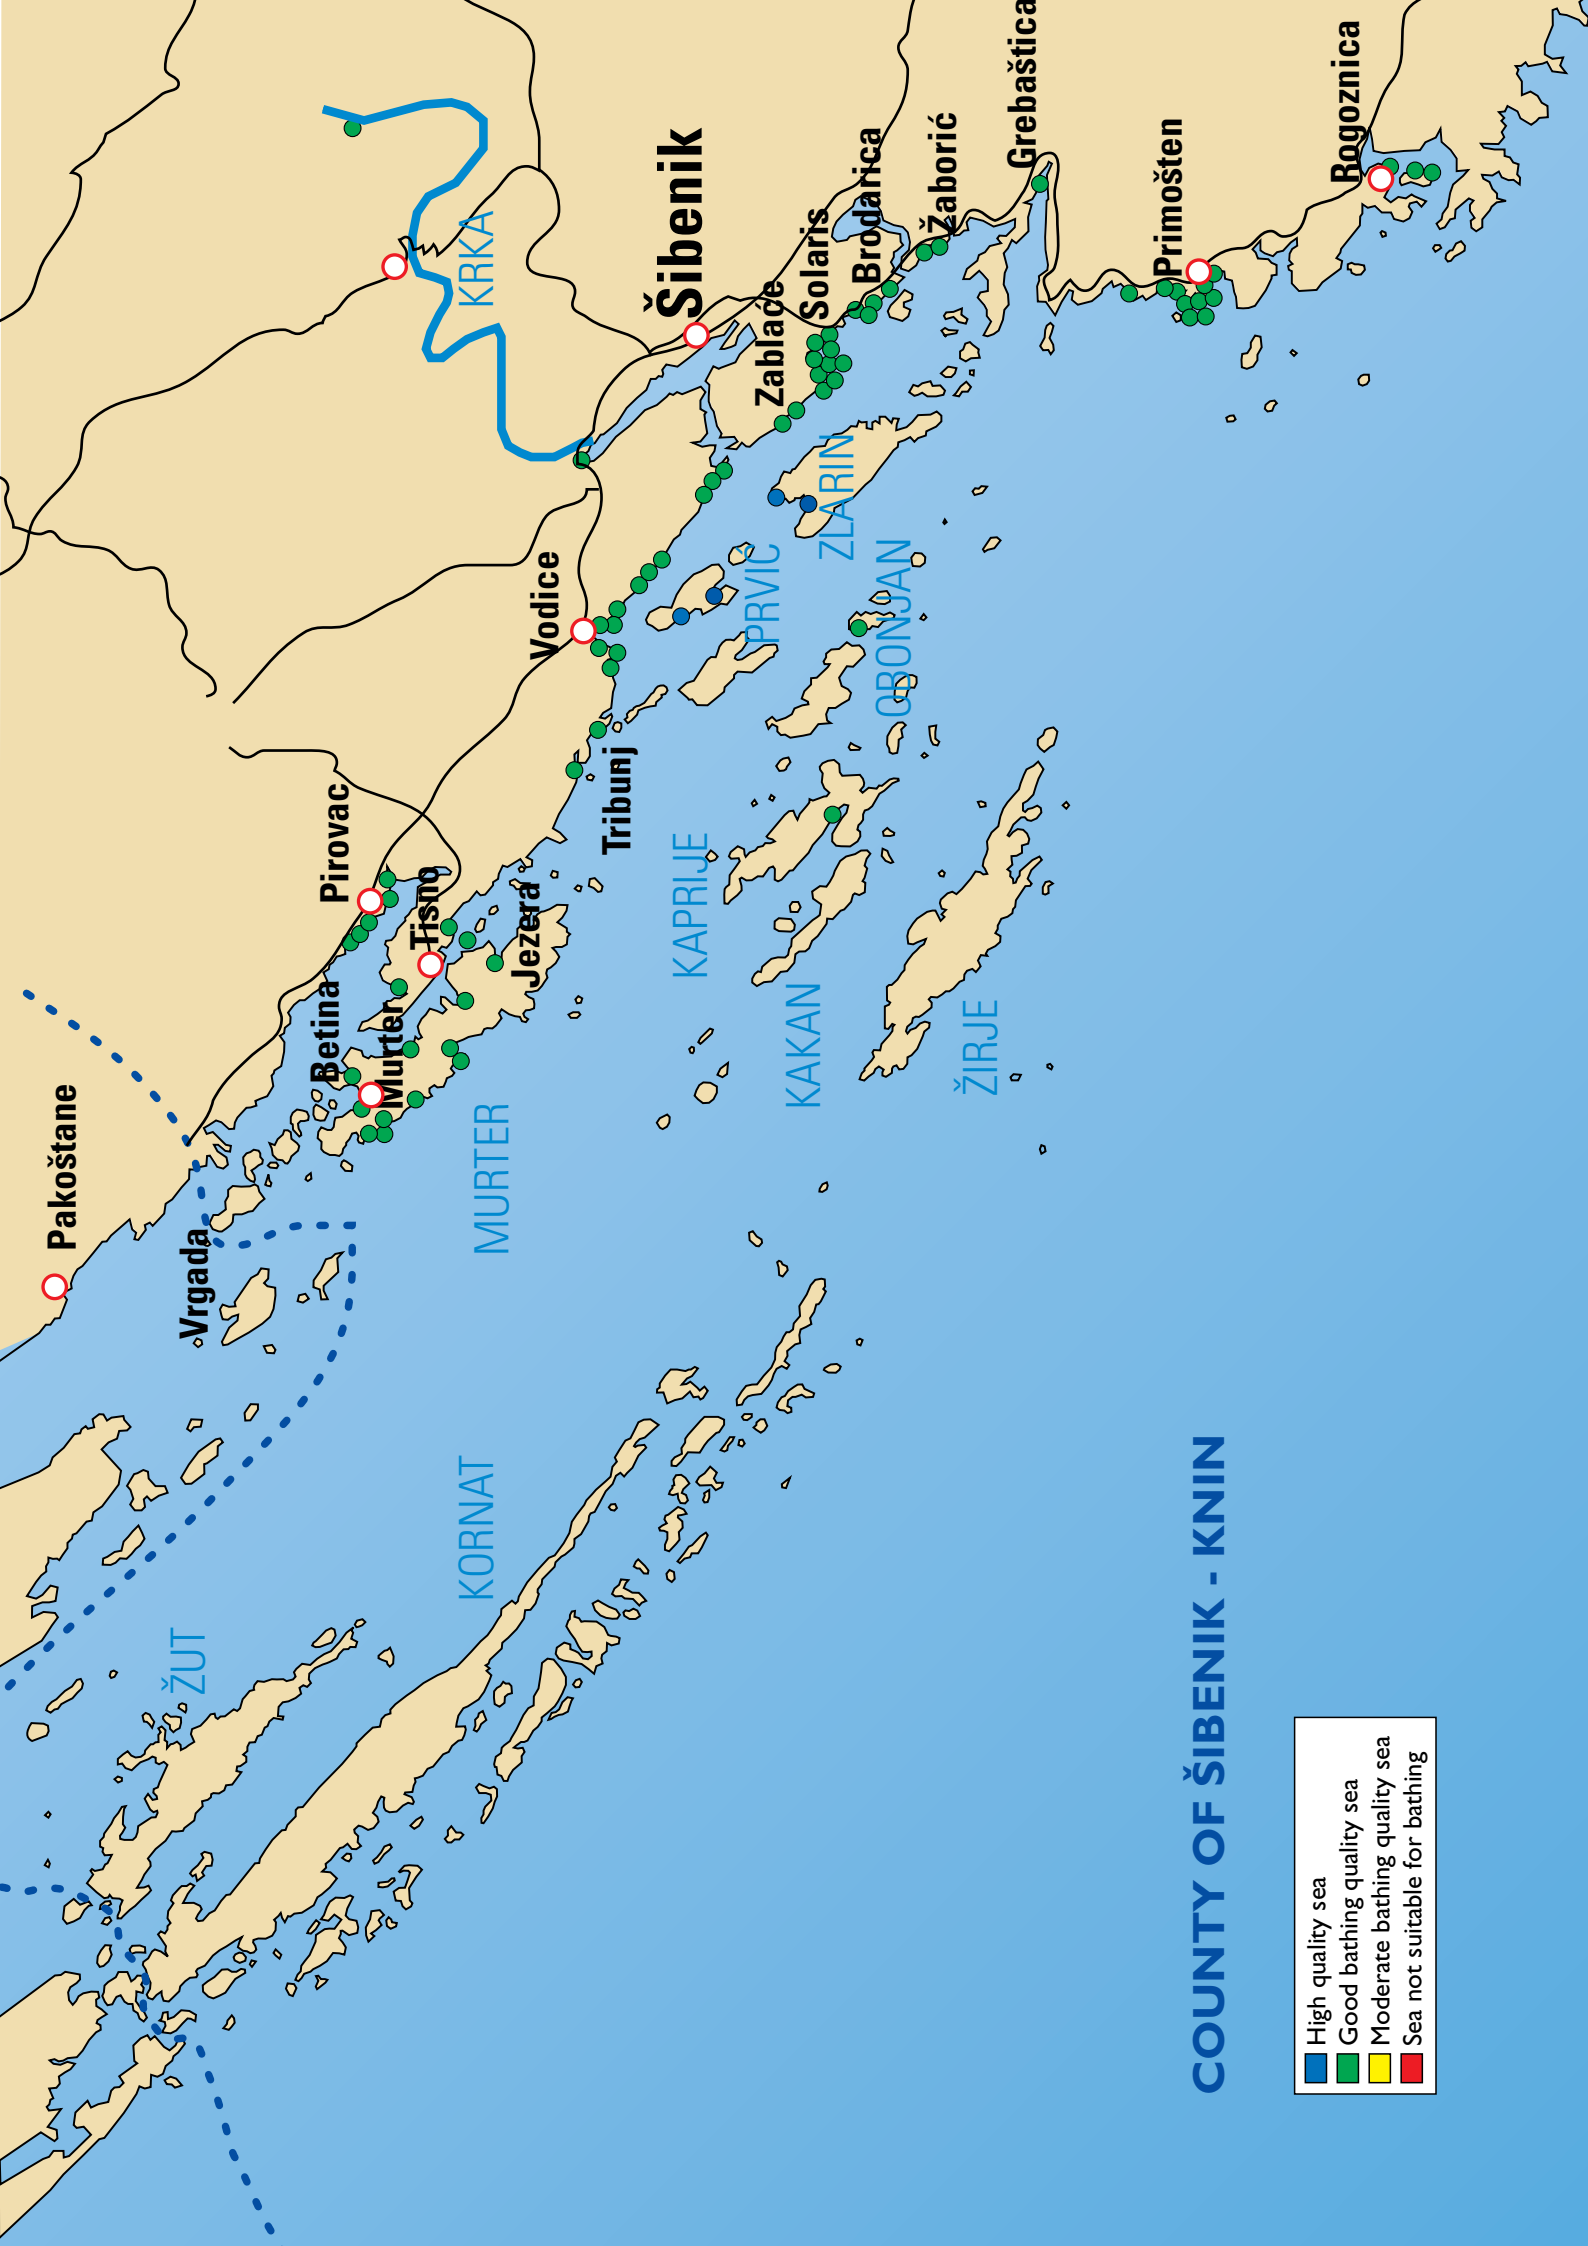 Pakoštane
Vrgada
Pirovac
Betina
Tisno
Murter
Jezera
Tribunj
Vodice
Šibenik
Zablaće
Solaris
Brodarica
Žaborić
Grebaštica
Primošten
Rogoznica
KRKA
ZLARIN
PRVIĆ
OBONJAN
KAPRIJE
KAKAN
ŽIRJE
MURTER
KORNAT
ŽUT
COUNTY OF ŠIBENIK - KNIN
High quality sea
Good bathing quality sea
Moderate bathing quality sea
Sea not suitable for bathing